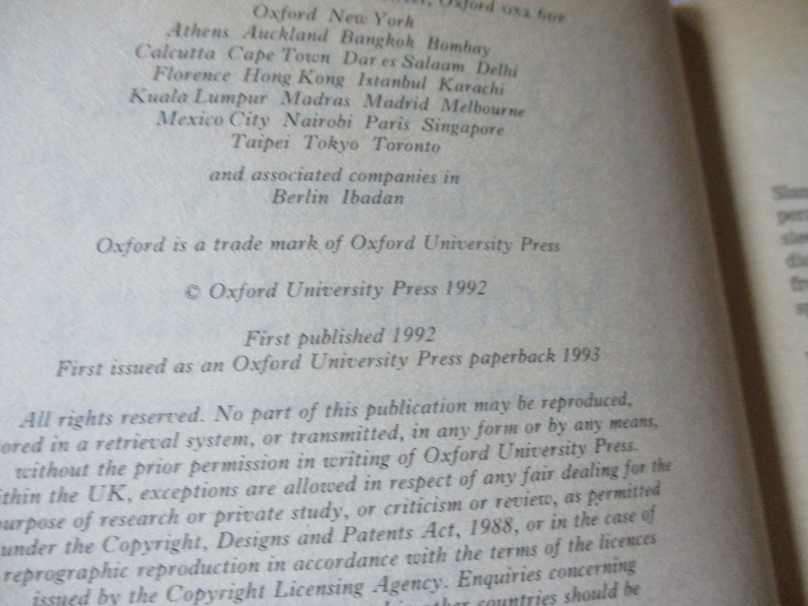 Oxford OX2 6DP
Oxford New York
Athens Auckland Bangkok Bombay
Calcutta Cape Town Dar es Salaam Delhi
Florence Hong Kong Istanbul Karachi
Kuala Lumpur Madras Madrid Melbourne
Mexico City Nairobi Paris Singapore
Taipei Tokyo Toronto
and associated companies in
Berlin Ibadan
Oxford is a trade mark of Oxford University Press
© Oxford University Press 1992
First published 1992
First issued as an Oxford University Press paperback 1993
All rights reserved. No part of this publication may be reproduced,
ored in a retrieval system, or transmitted, in any form or by any means,
without the prior permission in writing of Oxford University Press.
ithin the UK, exceptions are allowed in respect of any fair dealing for the
urpose of research or private study, or criticism or review, as permitted
under the Copyright, Designs and Patents Act, 1988, or in the case of
reprographic reproduction in accordance with the terms of the licences
issued by the Copyright Licensing Agency. Enquiries concerning
other countries should be